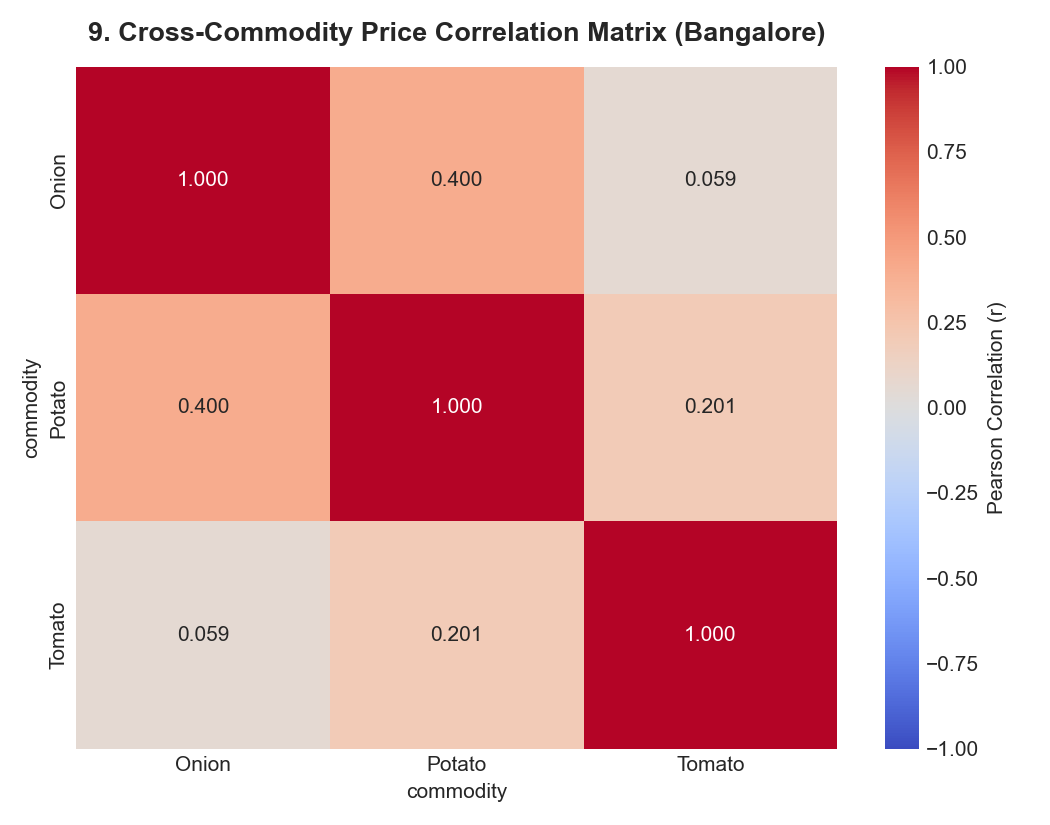 9. Cross-Commodity Price Correlation Matrix (Bangalore)
Onion
1.000 0.400 0.059
commodity
Potato
0.400 1.000 0.201
Tomato
0.059 0.201 1.000
Onion Potato Tomato
commodity
1.00
0.75
0.50
0.25
0.00
−0.25
−0.50
−0.75
−1.00
Pearson Correlation (r)